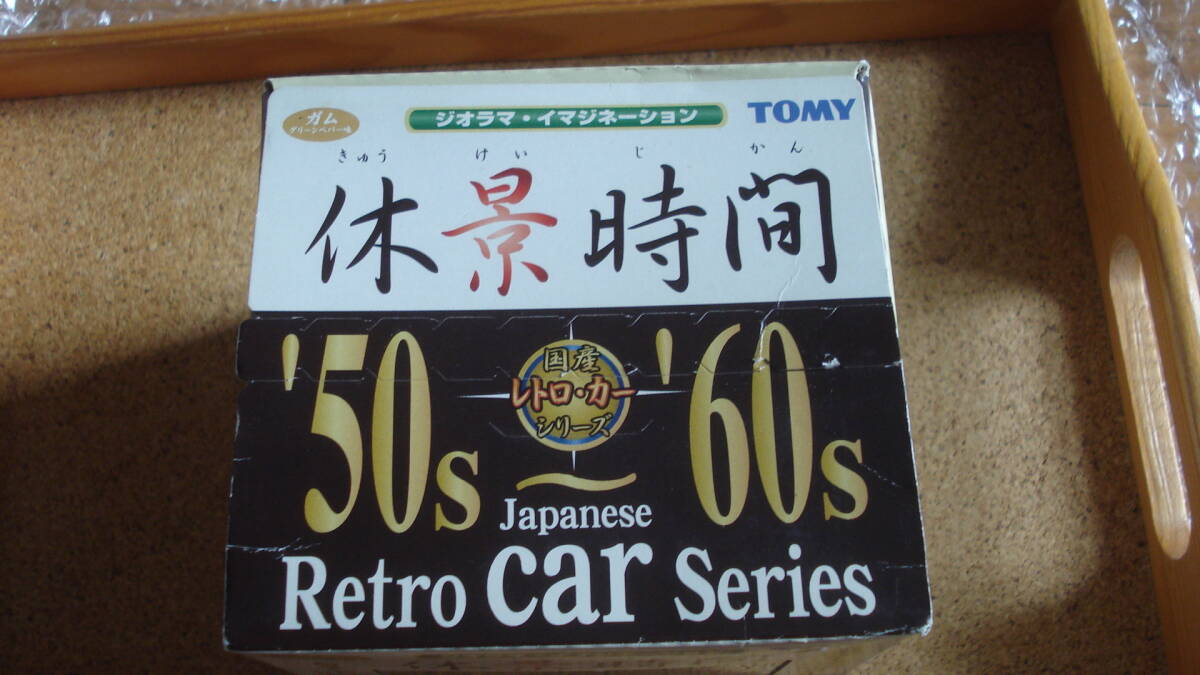 ガム
グリーンペパー味
ジオラマ・イマジネーション
TOMY
きゅう けい じ かん
休景時間
'50s ~ '60s
国産
レトロ・カー
シリーズ
Japanese
Retro car Series